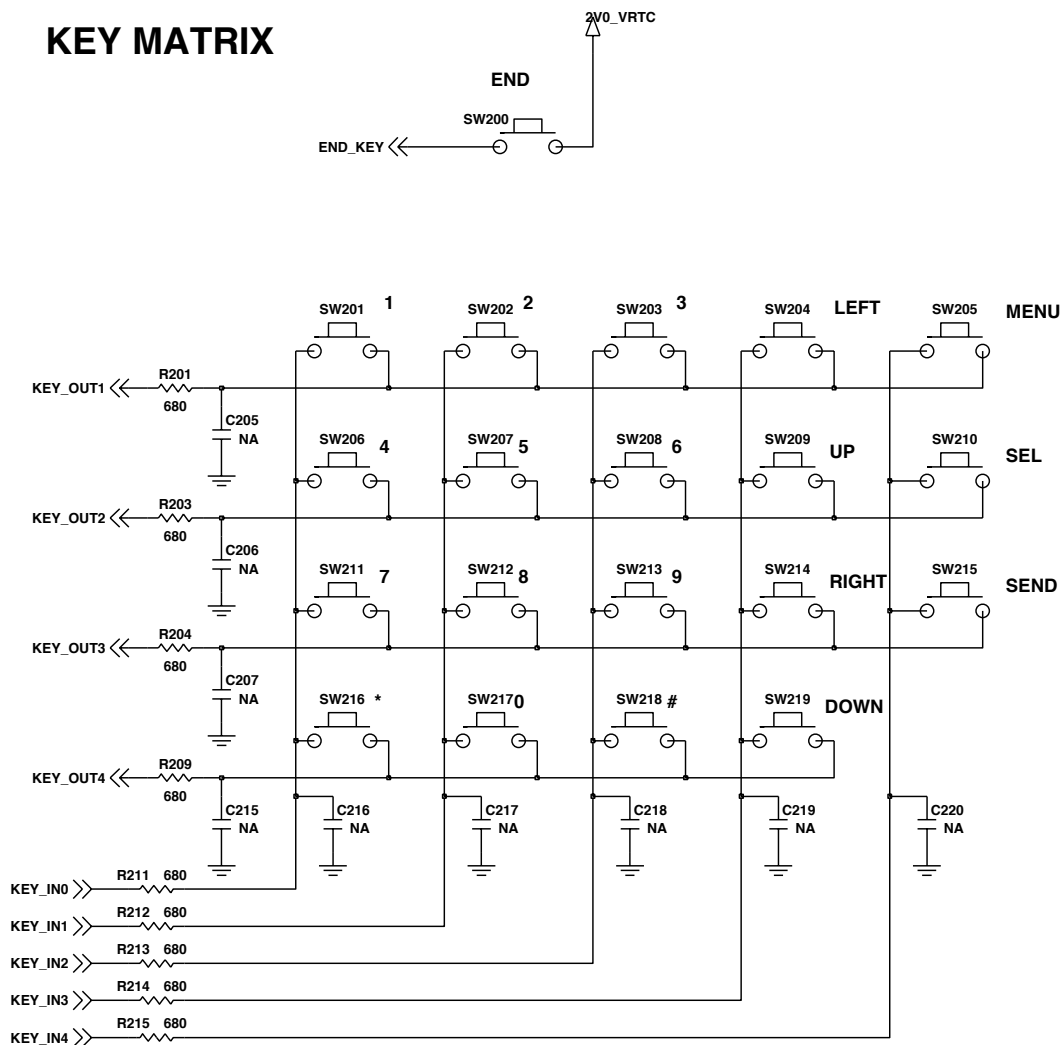 KEY MATRIX
2V0_VRTC
END
SW200
END_KEY
SW201 1 SW202 2 SW203 3 SW204 LEFT SW205 MENU
KEY_OUT1 R201
680
C205
NA
SW206 4 SW207 5 SW208 6 SW209 UP SW210 SEL
KEY_OUT2 R203
680
C206
NA
SW211 7 SW212 8 SW213 9 SW214 RIGHT SW215 SEND
KEY_OUT3 R204
680
C207
NA
SW216 * SW217 0 SW218 # SW219 DOWN
KEY_OUT4 R209
680
C215 C216 C217 C218 C219 C220
NA NA NA NA NA NA
KEY_IN0 R211 680
KEY_IN1 R212 680
KEY_IN2 R213 680
KEY_IN3 R214 680
KEY_IN4 R215 680